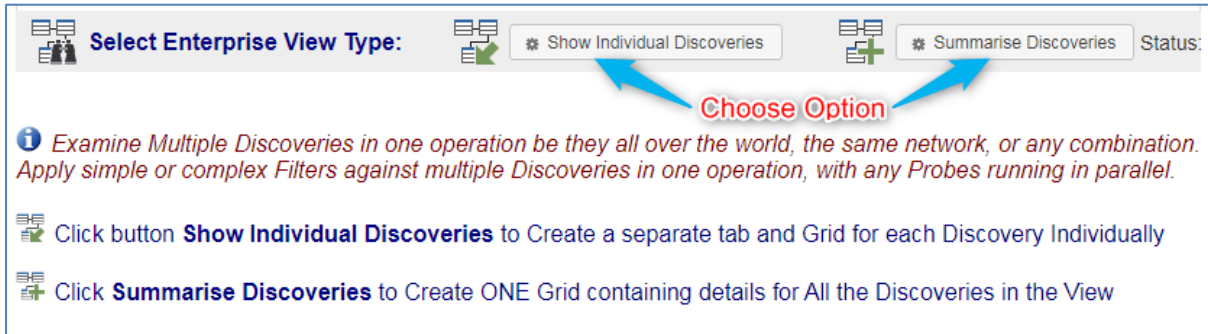 Select Enterprise View Type: Show Individual Discoveries Summarise Discoveries Status:
Choose Option
Examine Multiple Discoveries in one operation be they all over the world, the same network, or any combination.
Apply simple or complex Filters against multiple Discoveries in one operation, with any Probes running in parallel.
Click button Show Individual Discoveries to Create a separate tab and Grid for each Discovery Individually
Click Summarise Discoveries to Create ONE Grid containing details for All the Discoveries in the View